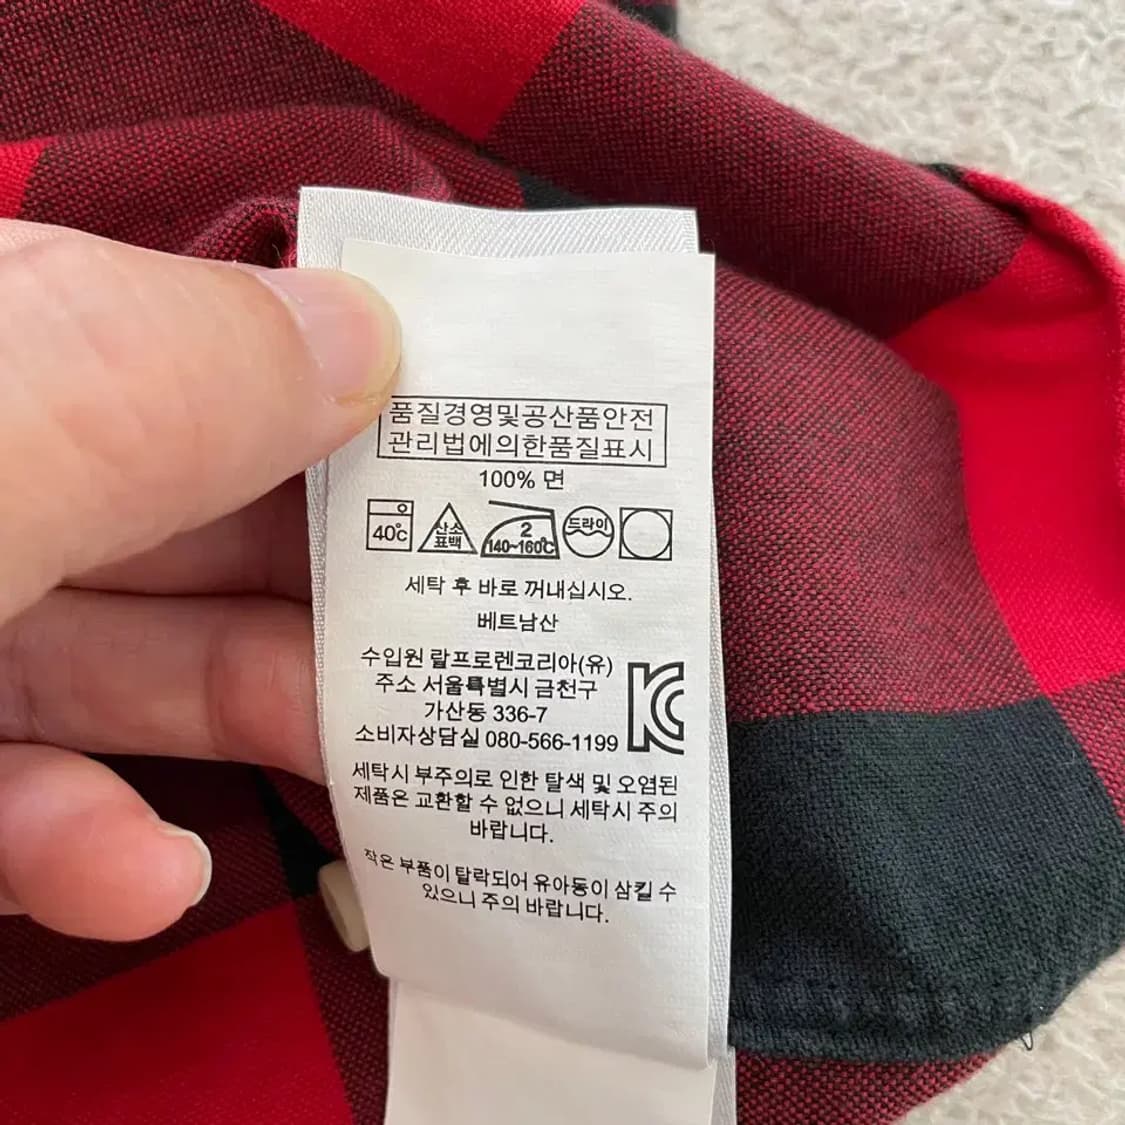 품질경영및공산품안전
관리법에의한품질표시
100% 면
40℃
산소
표백
2
140~160℃
드라이
세탁 후 바로 꺼내십시오.
베트남산
수입원 랄프로렌코리아(유)
주소 서울특별시 금천구
가산동 336-7
소비자상담실 080-566-1199
KC
세탁시 부주의로 인한 탈색 및 오염된
제품은 교환할 수 없으니 세탁시 주의
바랍니다.
작은 부품이 탈락되어 유아동이 삼킬 수
있으니 주의 바랍니다.